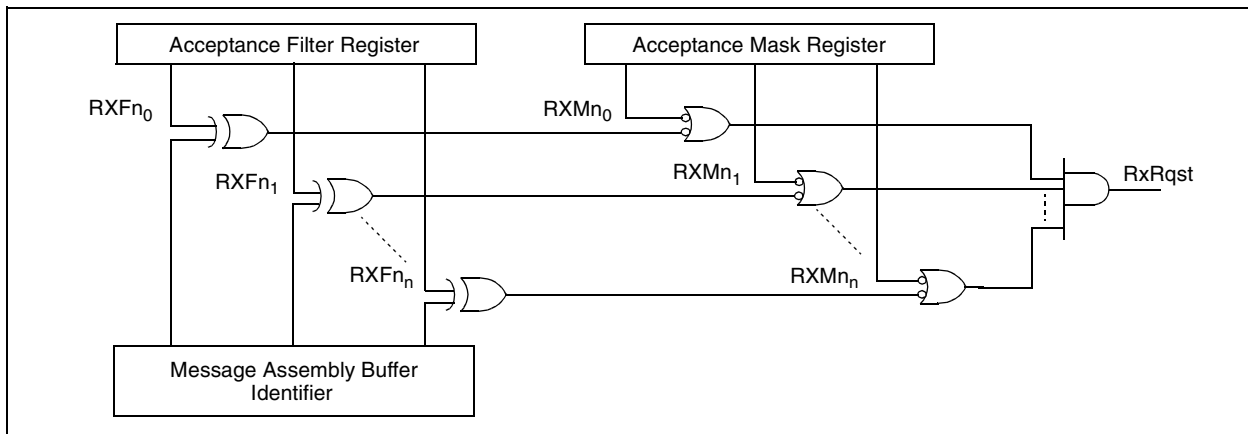 Acceptance Filter Register
Acceptance Mask Register
RXFn0
RXMn0
RXFn1
RXMn1
RxRqst
RXFnn
RXMnn
Message Assembly Buffer
Identifier